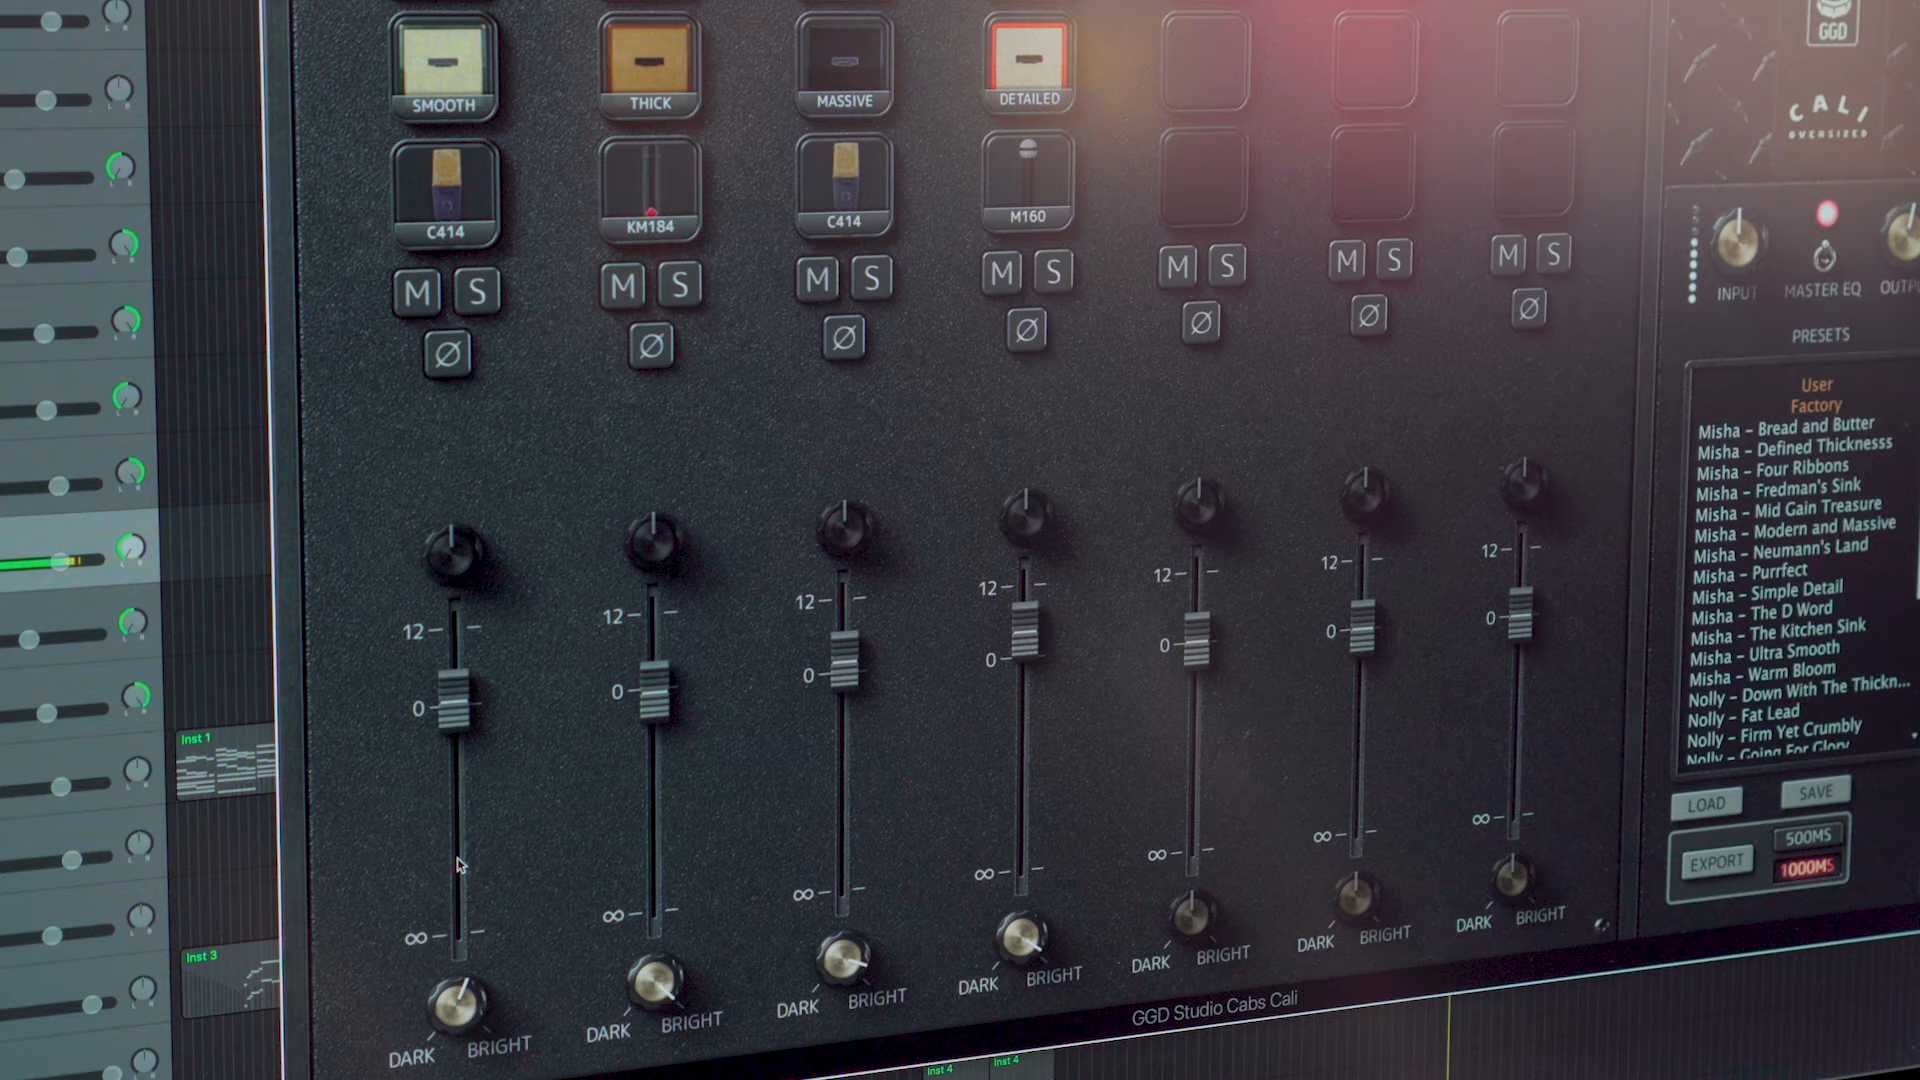 SMOOTH
THICK
MASSIVE
DETAILED
C414
KM184
C414
M160
M S
M S
M S
M S
M S
M S
M S
Ø
Ø
Ø
Ø
Ø
Ø
Ø
12
0
∞
DARK BRIGHT
12
0
∞
DARK BRIGHT
12
0
∞
DARK BRIGHT
12
0
∞
DARK BRIGHT
12
0
∞
DARK BRIGHT
12
0
∞
DARK BRIGHT
12
0
∞
DARK BRIGHT
GGD Studio Cabs Cali
GGD
CALI
OVERSIZED
INPUT
MASTER EQ
PRESETS
User
Factory
Misha - Bread and Butter
Misha - Defined Thicknesss
Misha - Four Ribbons
Misha - Fredman's Sink
Misha - Mid Gain Treasure
Misha - Modern and Massive
Misha - Neumann's Land
Misha - Purrfect
Misha - Simple Detail
Misha - The D Word
Misha - The Kitchen Sink
Misha - Ultra Smooth
Misha - Warm Bloom
Nolly - Down With The Thickn...
Nolly - Fat Lead
Nolly - Firm Yet Crumbly
Nolly - Going For Glory
LOAD
SAVE
EXPORT
500MS
1000MS
Inst 1
Inst 3
Inst 4
Inst 4